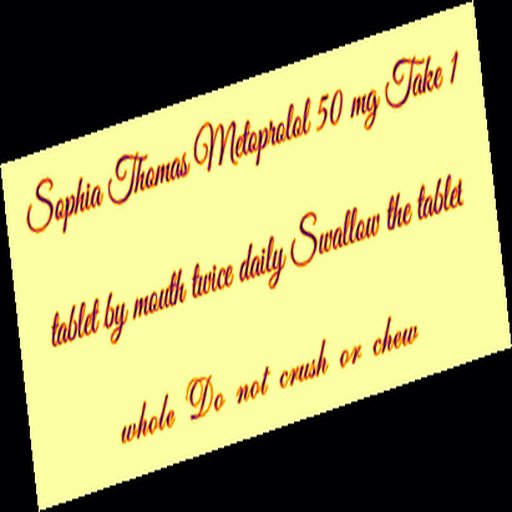 Sophia Thomas Metoprolol 50 mg Take 1
tablet by mouth twice daily Swallow the tablet
whole Do not crush or chew